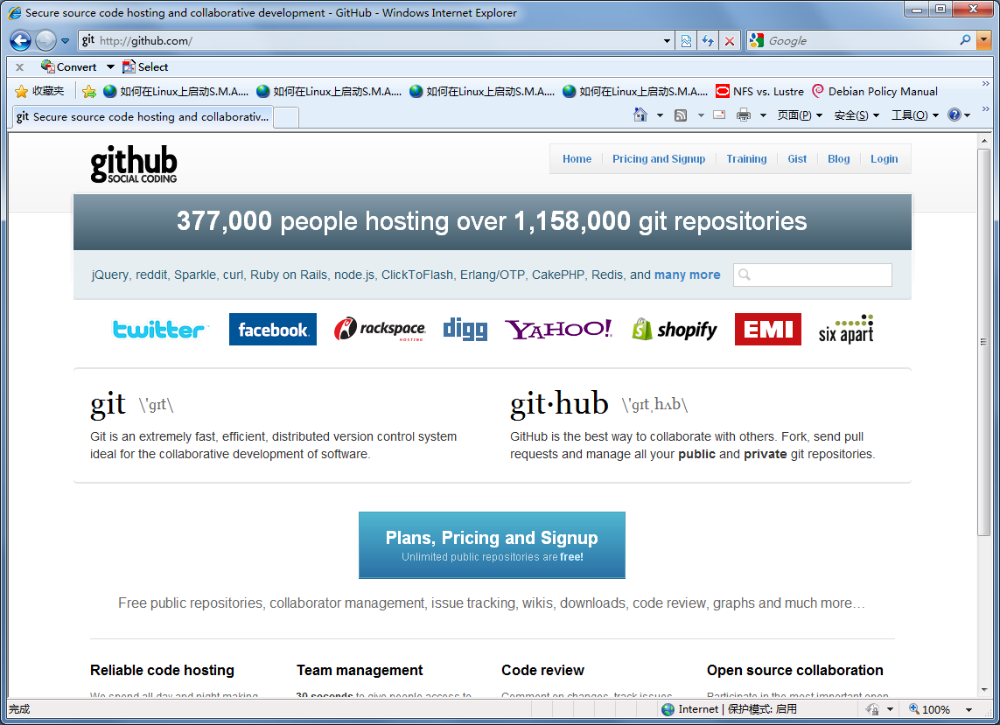 Secure source code hosting and collaborative development - GitHub - Windows Internet Explorer
git http://github.com/
Google
x Convert Select
收藏夹 如何在Linux上启动S.M.A.... 如何在Linux上启动S.M.A.... 如何在Linux上启动S.M.A.... 如何在Linux上启动S.M.A.... NFS vs. Lustre Debian Policy Manual
git Secure source code hosting and collaborativ...
页面(P) 安全(S) 工具(O)
github
SOCIAL CODING
Home Pricing and Signup Training Gist Blog Login
377,000 people hosting over 1,158,000 git repositories
jQuery, reddit, Sparkle, curl, Ruby on Rails, node.js, ClickToFlash, Erlang/OTP, CakePHP, Redis, and many more
twitter facebook rackspace HOSTING digg YAHOO! shopify EMI six apart
git \ˈgɪt\
Git is an extremely fast, efficient, distributed version control system
ideal for the collaborative development of software.
git·hub \ˈgɪtˌhʌb\
GitHub is the best way to collaborate with others. Fork, send pull
requests and manage all your public and private git repositories.
Plans, Pricing and Signup
Unlimited public repositories are free!
Free public repositories, collaborator management, issue tracking, wikis, downloads, code review, graphs and much more…
Reliable code hosting Team management Code review Open source collaboration
We spend all day and night making 30 seconds to give people access to Comment on changes, track issues Participate in the most important open
完成
Internet | 保护模式: 启用
100%